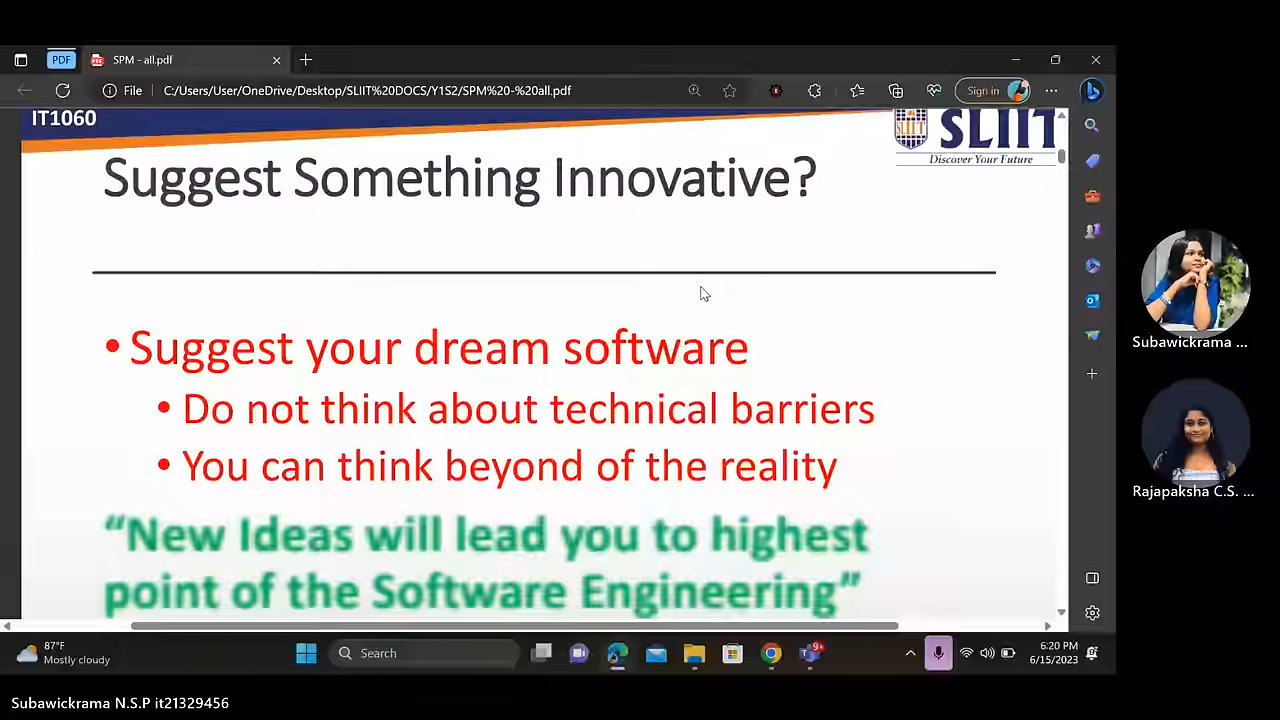 PDF
SPM - all.pdf
File
C:/Users/User/OneDrive/Desktop/SLIIT%20DOCS/Y1S2/SPM%20-%20all.pdf
Sign in
IT1060
SLIIT
SLIIT
Discover Your Future
Suggest Something Innovative?
• Suggest your dream software
• Do not think about technical barriers
• You can think beyond of the reality
“New Ideas will lead you to highest
point of the Software Engineering”
Subawickrama ...
Rajapaksha C.S. ...
87°F
Mostly cloudy
Search
9+
6:20 PM
6/15/2023
Subawickrama N.S.P it21329456